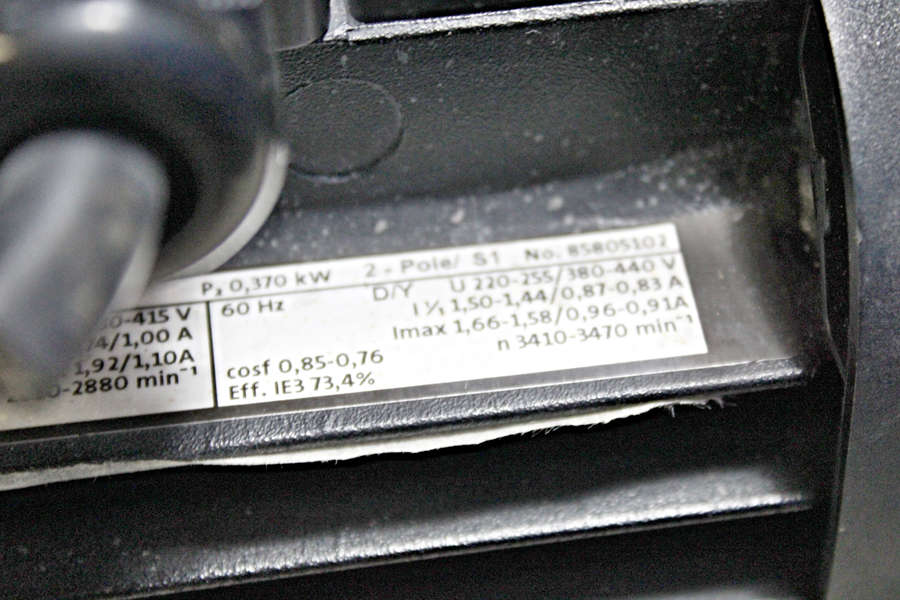 P₂ 0,370 kW 2 - Pole/ S1 No. 85805102
-415 V
/1,00 A
1,92/1,10A
-2880 min⁻¹
60 Hz D/Y U 220-255/380-440 V
I 1/1 1,50-1,44/0,87-0,83 A
Imax 1,66-1,58/0,96-0,91A
n 3410-3470 min⁻¹
cosf 0,85-0,76
Eff. IE3 73,4%